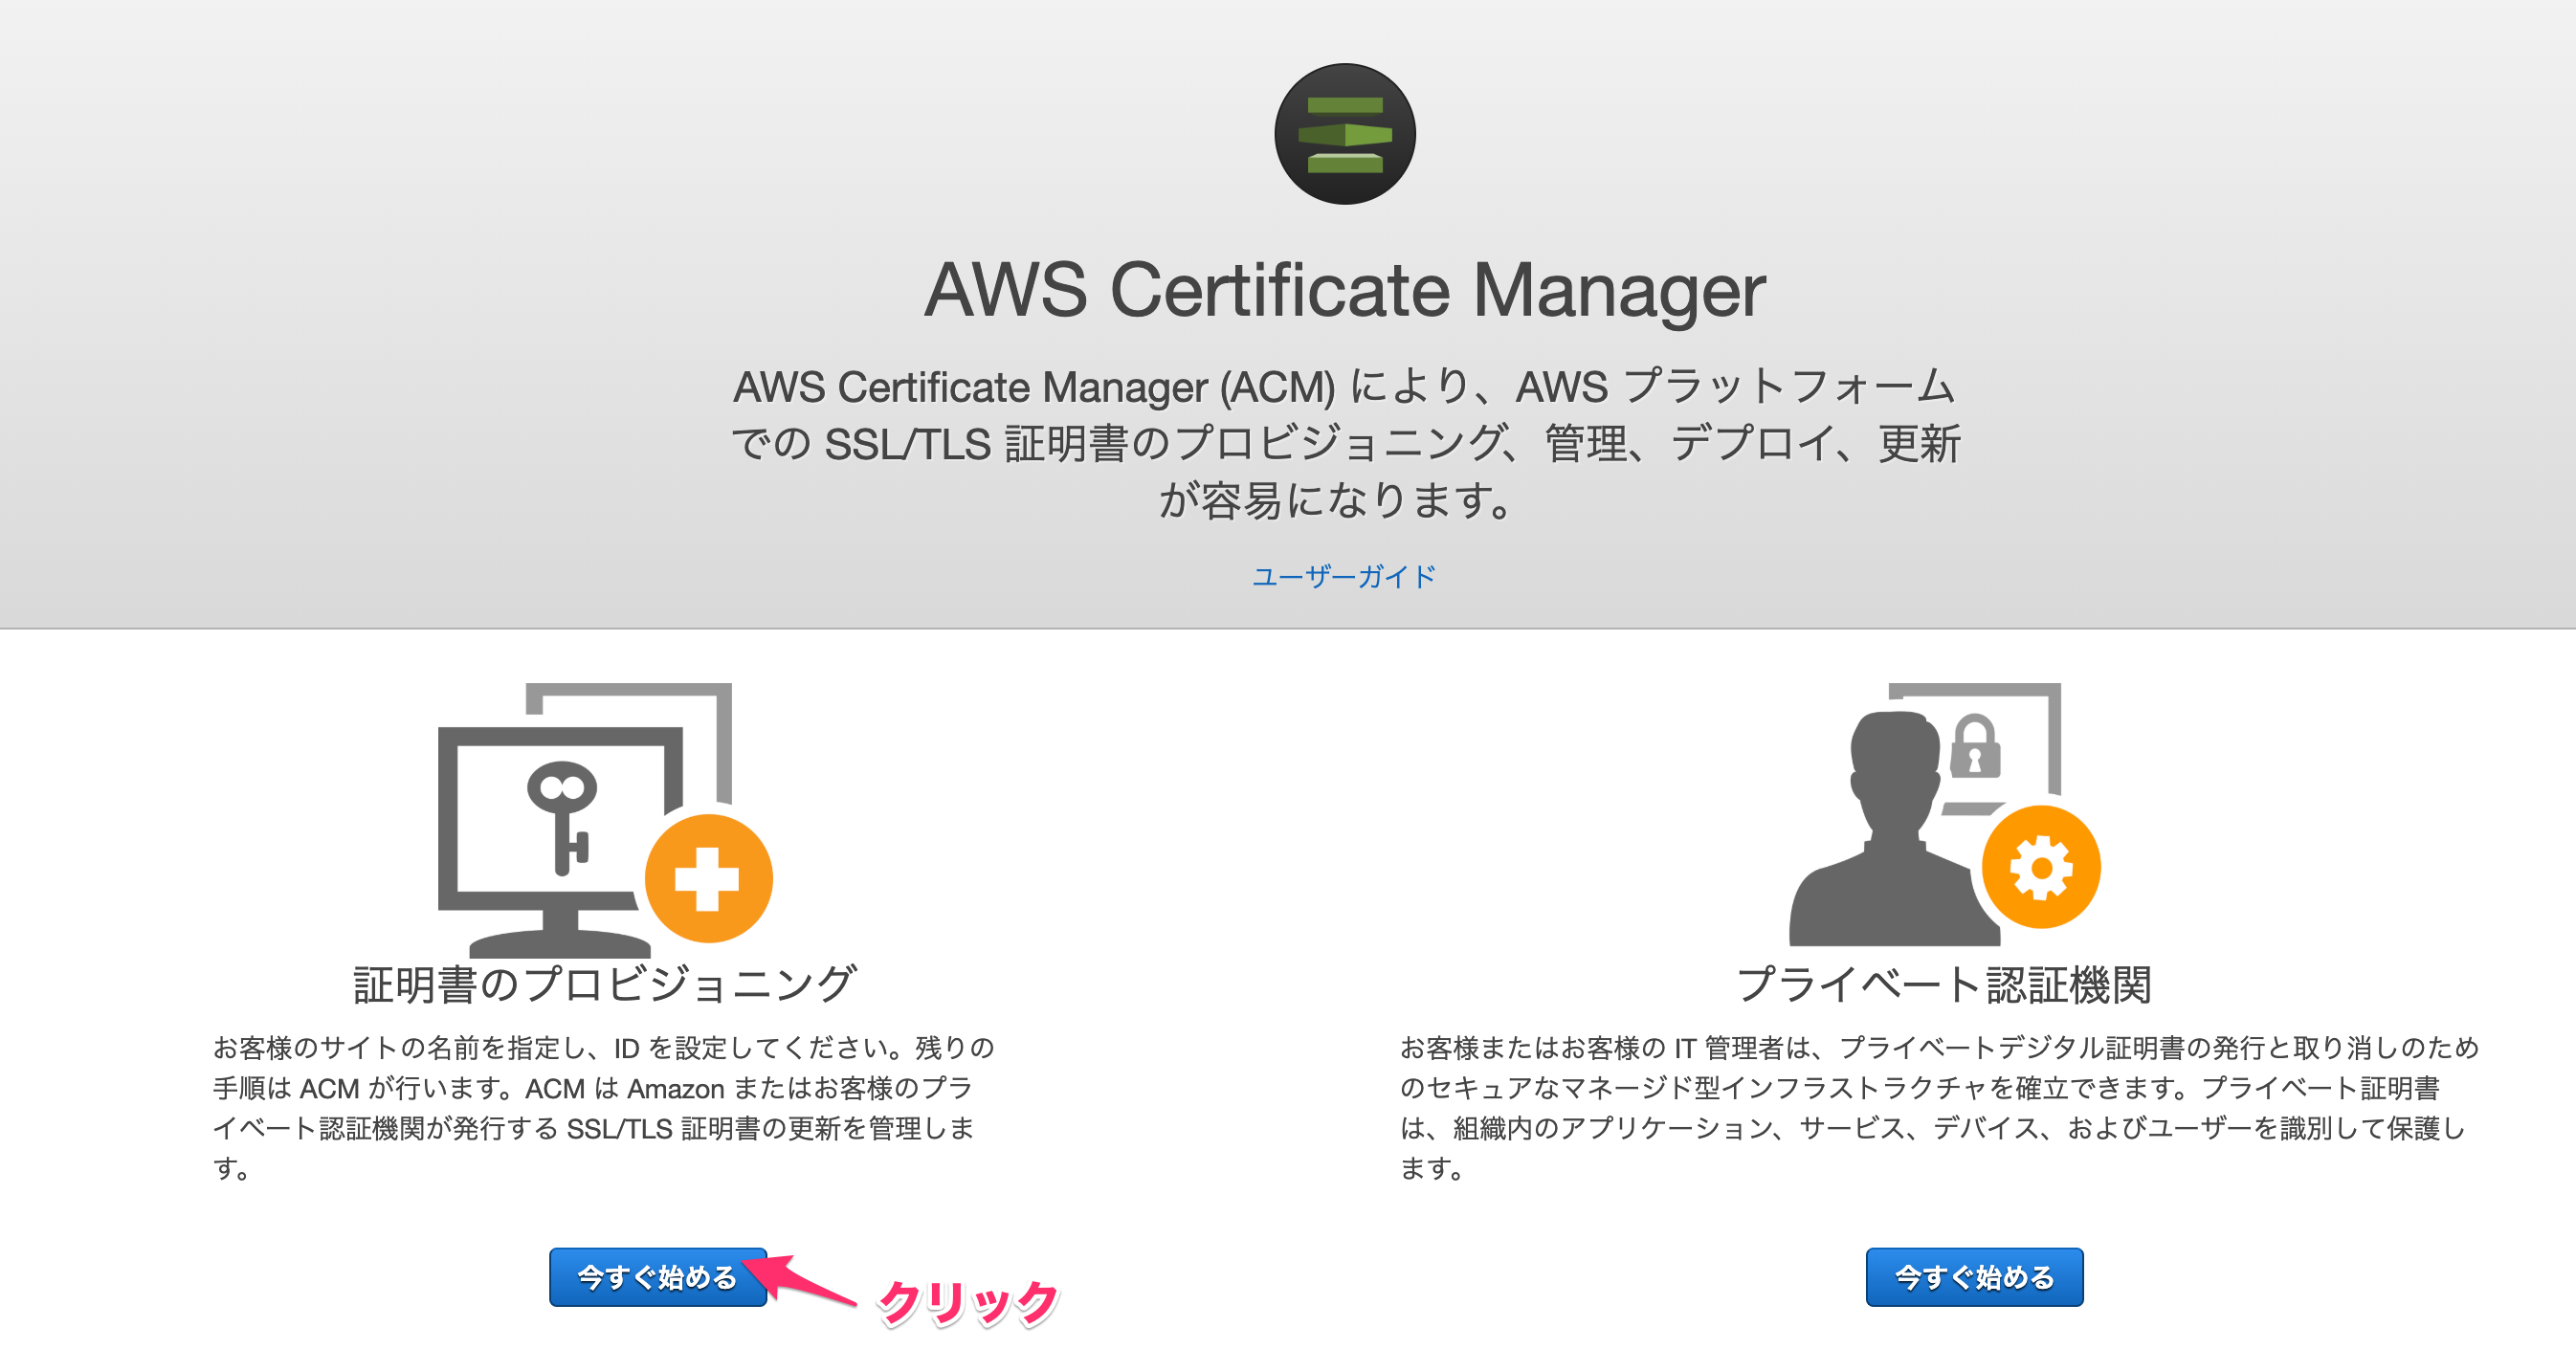 AWS Certificate Manager
AWS Certificate Manager (ACM) により、AWS プラットフォーム
での SSL/TLS 証明書のプロビジョニング、管理、デプロイ、更新
が容易になります。
ユーザーガイド
証明書のプロビジョニング
お客様のサイトの名前を指定し、ID を設定してください。残りの
手順は ACM が行います。ACM は Amazon またはお客様のプラ
イベート認証機関が発行する SSL/TLS 証明書の更新を管理しま
す。
今すぐ始める
クリック
プライベート認証機関
お客様またはお客様の IT 管理者は、プライベートデジタル証明書の発行と取り消しのため
のセキュアなマネージド型インフラストラクチャを確立できます。プライベート証明書
は、組織内のアプリケーション、サービス、デバイス、およびユーザーを識別して保護し
ます。
今すぐ始める